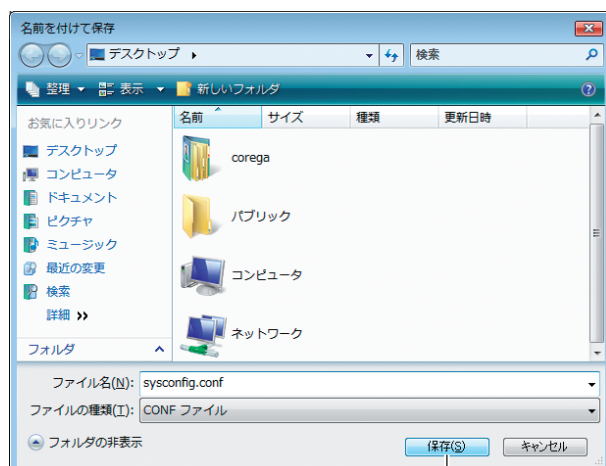 名前を付けて保存
デスクトップ
検索
整理 表示 新しいフォルダ
お気に入りリンク
デスクトップ
コンピュータ
ドキュメント
ピクチャ
ミュージック
最近の変更
検索
詳細 >>
フォルダ
名前 サイズ 種類 更新日時
corega
パブリック
コンピュータ
ネットワーク
ファイル名(N): sysconfig.conf
ファイルの種類(T): CONF ファイル
フォルダの非表示 保存(S) キャンセル